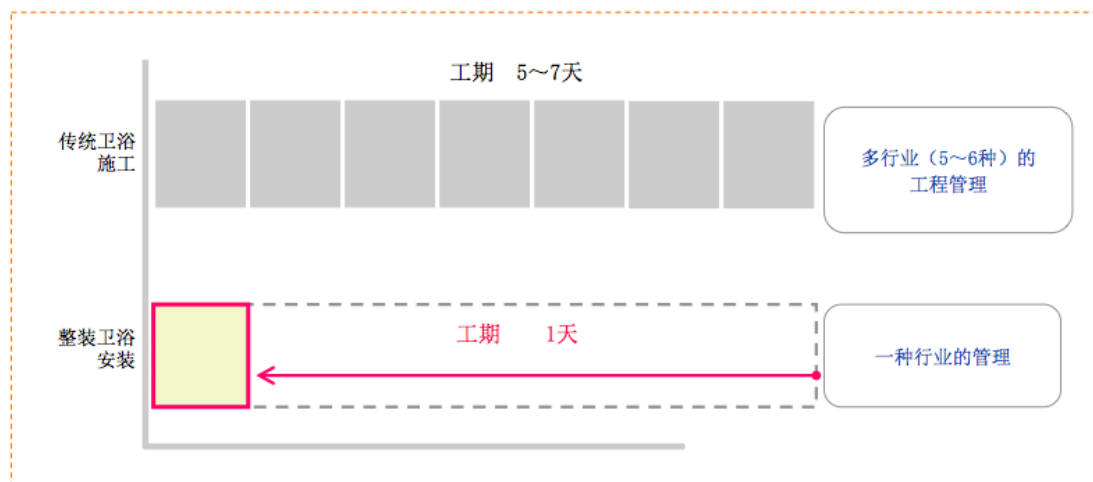 工期 5～7天
传统卫浴
施工
多行业（5～6种）的
工程管理
整装卫浴
安装
工期 1天
一种行业的管理